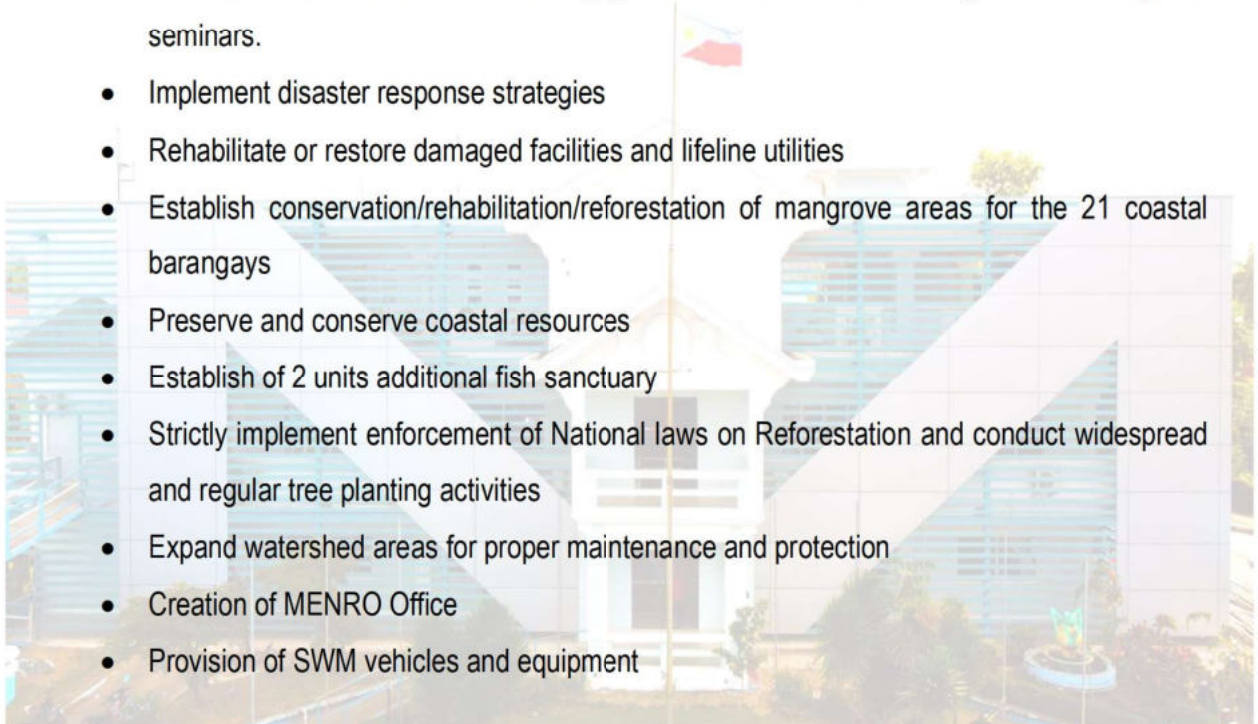 seminars.
• Implement disaster response strategies
• Rehabilitate or restore damaged facilities and lifeline utilities
• Establish conservation/rehabilitation/reforestation of mangrove areas for the 21 coastal
barangays
• Preserve and conserve coastal resources
• Establish of 2 units additional fish sanctuary
• Strictly implement enforcement of National laws on Reforestation and conduct widespread
and regular tree planting activities
• Expand watershed areas for proper maintenance and protection
• Creation of MENRO Office
• Provision of SWM vehicles and equipment